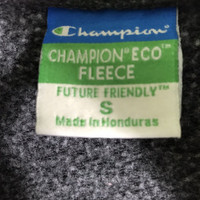 Champion
CHAMPION® ECO™
FLEECE
FUTURE FRIENDLY™
S
Made in Honduras